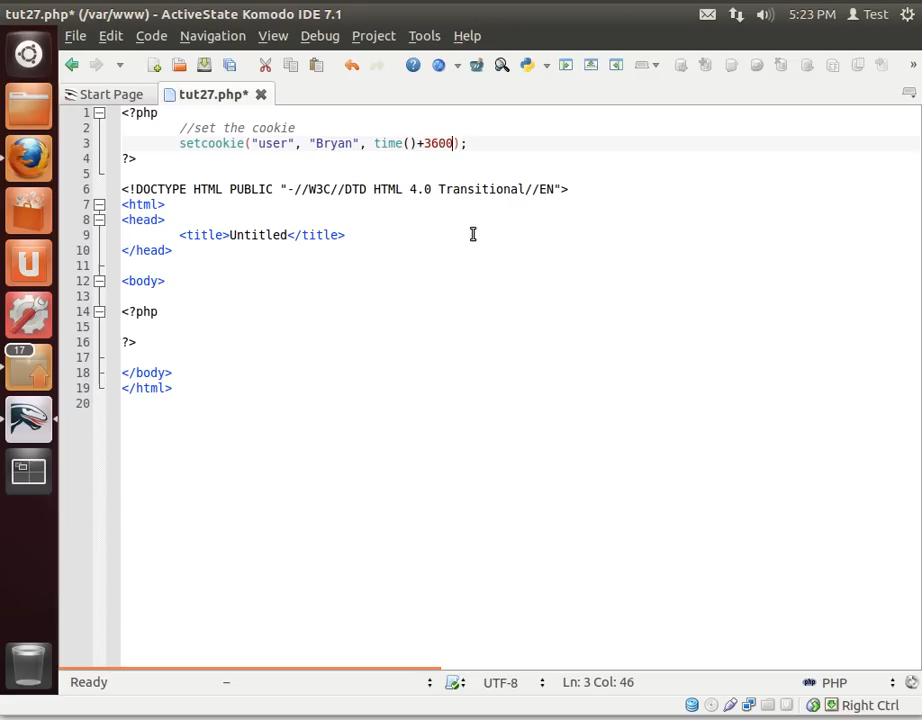 tut27.php* (/var/www) - ActiveState Komodo IDE 7.1
5:23 PM Test
File Edit Code Navigation View Debug Project Tools Help
Start Page tut27.php*
1 <?php
2 //set the cookie
3 setcookie("user", "Bryan", time()+3600);
4 ?>
5
6 <!DOCTYPE HTML PUBLIC "-//W3C//DTD HTML 4.0 Transitional//EN">
7 <html>
8 <head>
9 <title>Untitled</title>
10 </head>
11
12 <body>
13
14 <?php
15
16 ?>
17
18 </body>
19 </html>
20
17
Ready – UTF-8 Ln: 3 Col: 46 php PHP
Right Ctrl